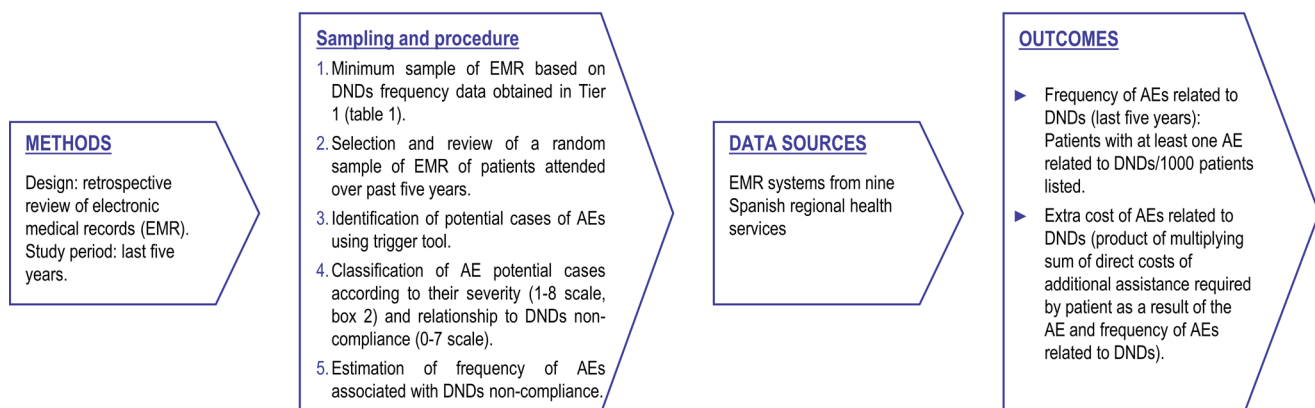 METHODS
Design: retrospective
review of electronic
medical records (EMR).
Study period: last five
years.
Sampling and procedure
1. Minimum sample of EMR based on
DNDs frequency data obtained in Tier
1 (table 1).
2. Selection and review of a random
sample of EMR of patients attended
over past five years.
3. Identification of potential cases of AEs
using trigger tool.
4. Classification of AE potential cases
according to their severity (1-8 scale,
box 2) and relationship to DNDs non-
compliance (0-7 scale).
5. Estimation of frequency of AEs
associated with DNDs non-compliance.
DATA SOURCES
EMR systems from nine
Spanish regional health
services
OUTCOMES
► Frequency of AEs related to
DNDs (last five years):
Patients with at least one AE
related to DNDs/1000 patients
listed.
► Extra cost of AEs related to
DNDs (product of multiplying
sum of direct costs of
additional assistance required
by patient as a result of the
AE and frequency of AEs
related to DNDs).